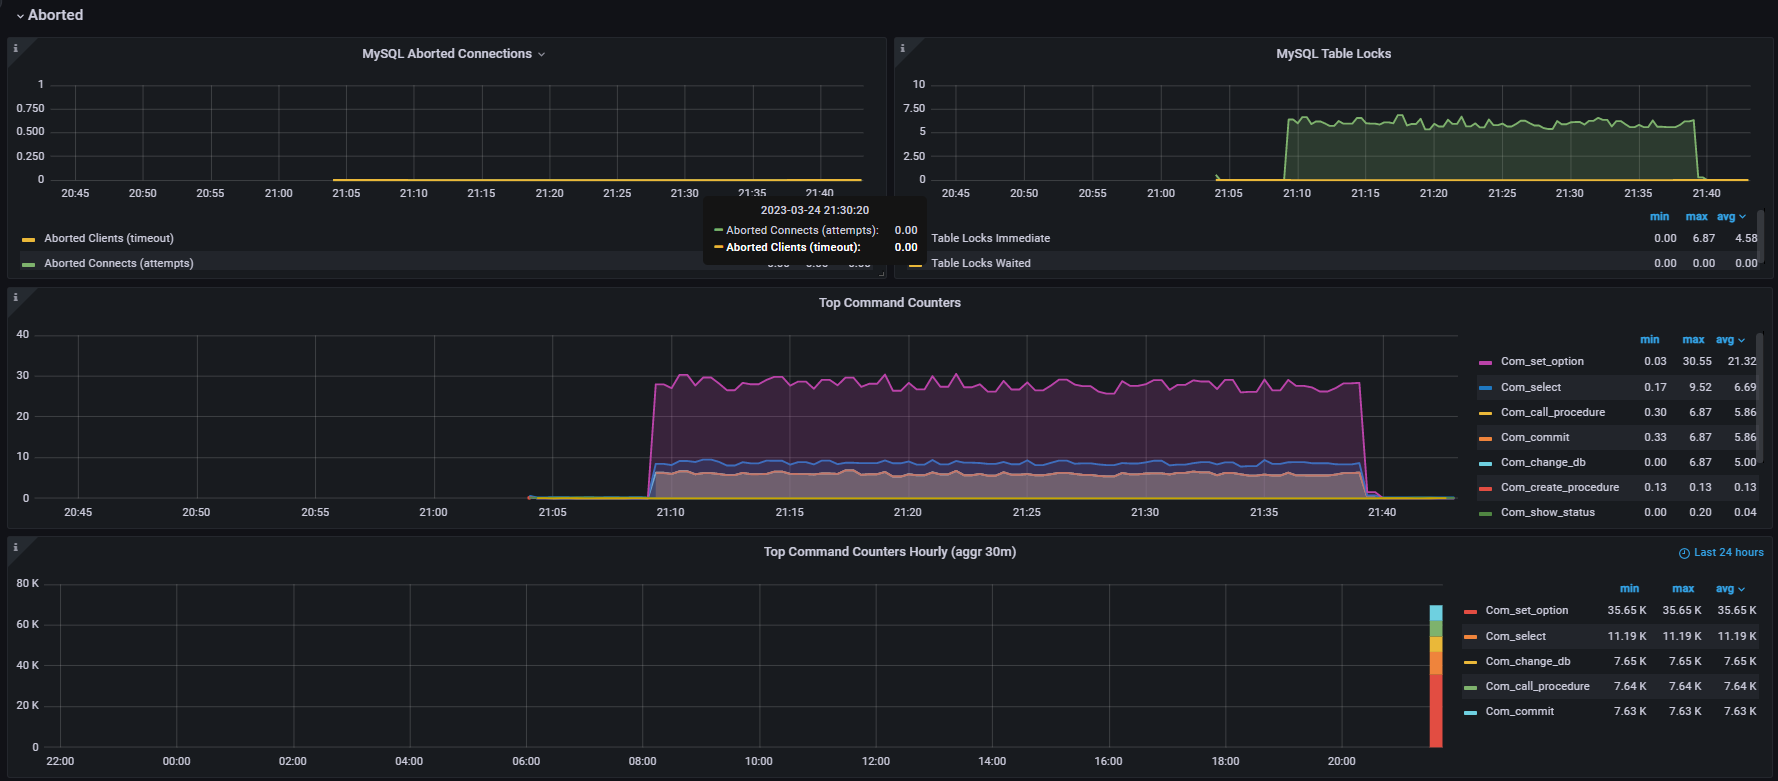 Aborted
MySQL Aborted Connections
1
0.750
0.500
0.250
0
20:45 20:50 20:55 21:00 21:05 21:10 21:15 21:20 21:25 21:30 21:35 21:40
Aborted Clients (timeout)
Aborted Connects (attempts)
2023-03-24 21:30:20
Aborted Connects (attempts): 0.00
Aborted Clients (timeout): 0.00
MySQL Table Locks
10
7.50
5
2.50
0
20:45 20:50 20:55 21:00 21:05 21:10 21:15 21:20 21:25 21:30 21:35 21:40
min max avg
Table Locks Immediate 0.00 6.87 4.58
Table Locks Waited 0.00 0.00 0.00
Top Command Counters
40
30
20
10
0
20:45 20:50 20:55 21:00 21:05 21:10 21:15 21:20 21:25 21:30 21:35 21:40
min max avg
Com_set_option 0.03 30.55 21.32
Com_select 0.17 9.52 6.69
Com_call_procedure 0.30 6.87 5.86
Com_commit 0.33 6.87 5.86
Com_change_db 0.00 6.87 5.00
Com_create_procedure 0.13 0.13 0.13
Com_show_status 0.00 0.20 0.04
Top Command Counters Hourly (aggr 30m)
Last 24 hours
80 K
60 K
40 K
20 K
0
22:00 00:00 02:00 04:00 06:00 08:00 10:00 12:00 14:00 16:00 18:00 20:00
min max avg
Com_set_option 35.65 K 35.65 K 35.65 K
Com_select 11.19 K 11.19 K 11.19 K
Com_change_db 7.65 K 7.65 K 7.65 K
Com_call_procedure 7.64 K 7.64 K 7.64 K
Com_commit 7.63 K 7.63 K 7.63 K